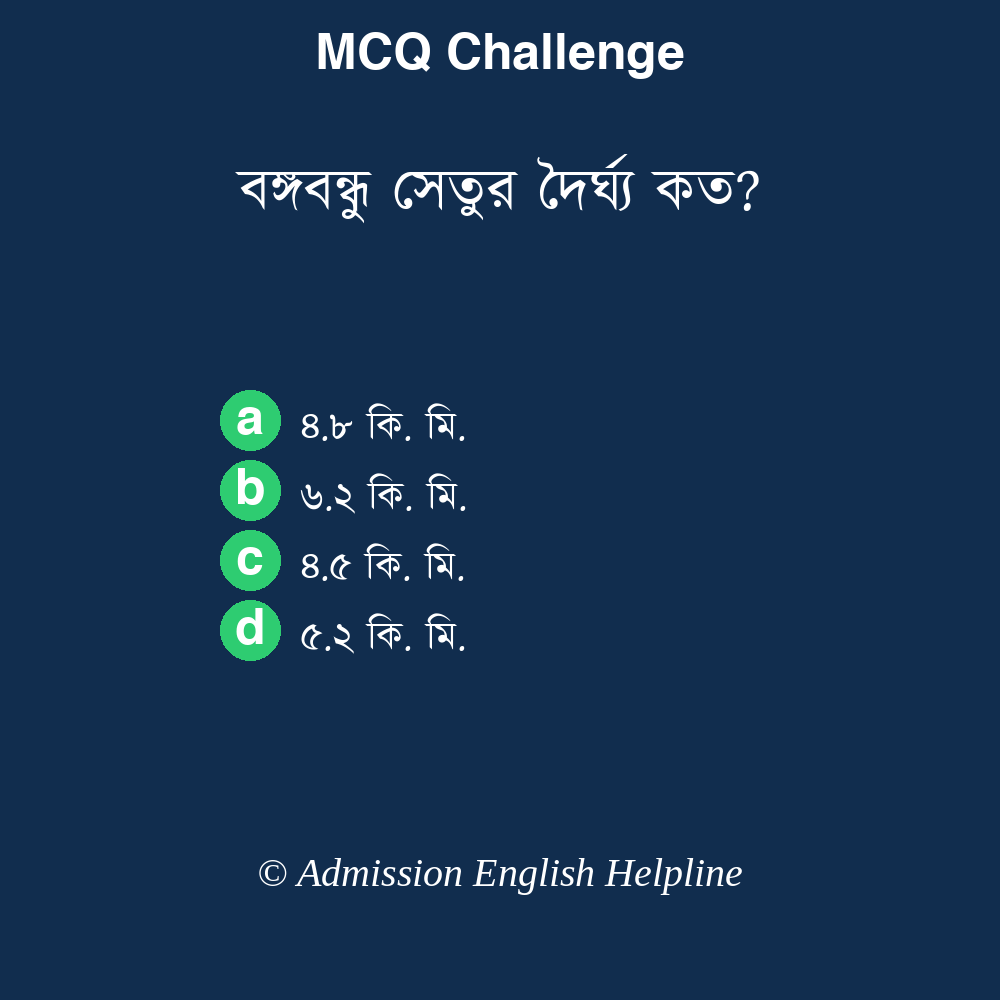 MCQ Challenge
বঙ্গবন্ধু সেতুর দৈর্ঘ্য কত?
a ৪.৮ কি. মি.
b ৬.২ কি. মি.
c ৪.৫ কি. মি.
d ৫.২ কি. মি.
© Admission English Helpline